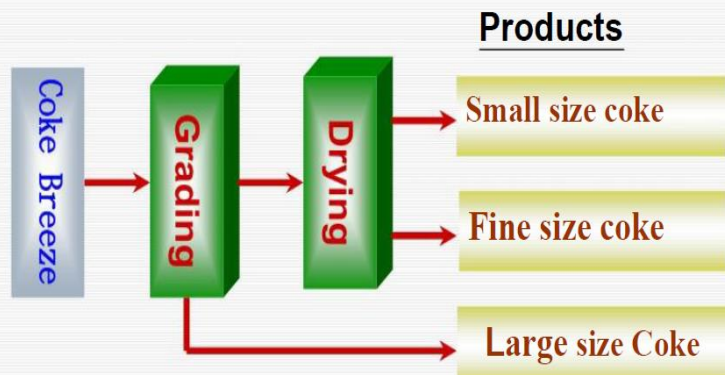 Products
Coke Breeze
Grading
Drying
Small size coke
Fine size coke
Large size Coke